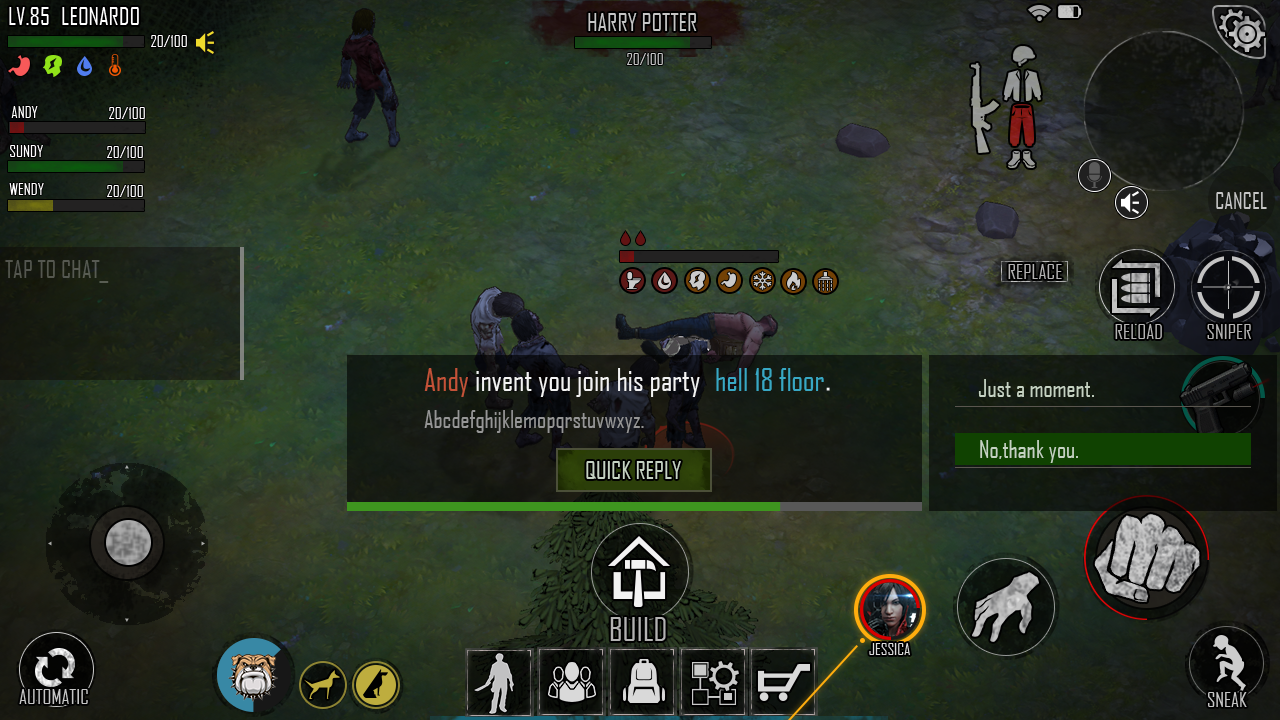 LV.85 LEONARDO
20/100
HARRY POTTER
20/100
ANDY 20/100
SUNDY 20/100
WENDY 20/100
TAP TO CHAT_
CANCEL
REPLACE
RELOAD
SNIPER
Andy invent you join his party hell 18 floor.
Abcdefghijklemopqrstuvwxyz.
QUICK REPLY
Just a moment.
No,thank you.
BUILD
JESSICA
AUTOMATIC
SNEAK